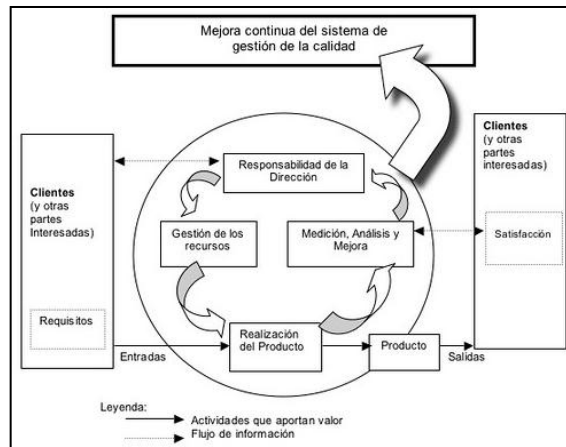 Mejora continua del sistema de
gestión de la calidad
Clientes
(y otras
partes
Interesadas)
Requisitos
Responsabilidad de la
Dirección
Gestión de los
recursos
Medición, Análisis y
Mejora
Realización
del Producto
Producto
Entradas
Salidas
Clientes
(y otras partes
interesadas)
Satisfacción
Leyenda:
Actividades que aportan valor
Flujo de información